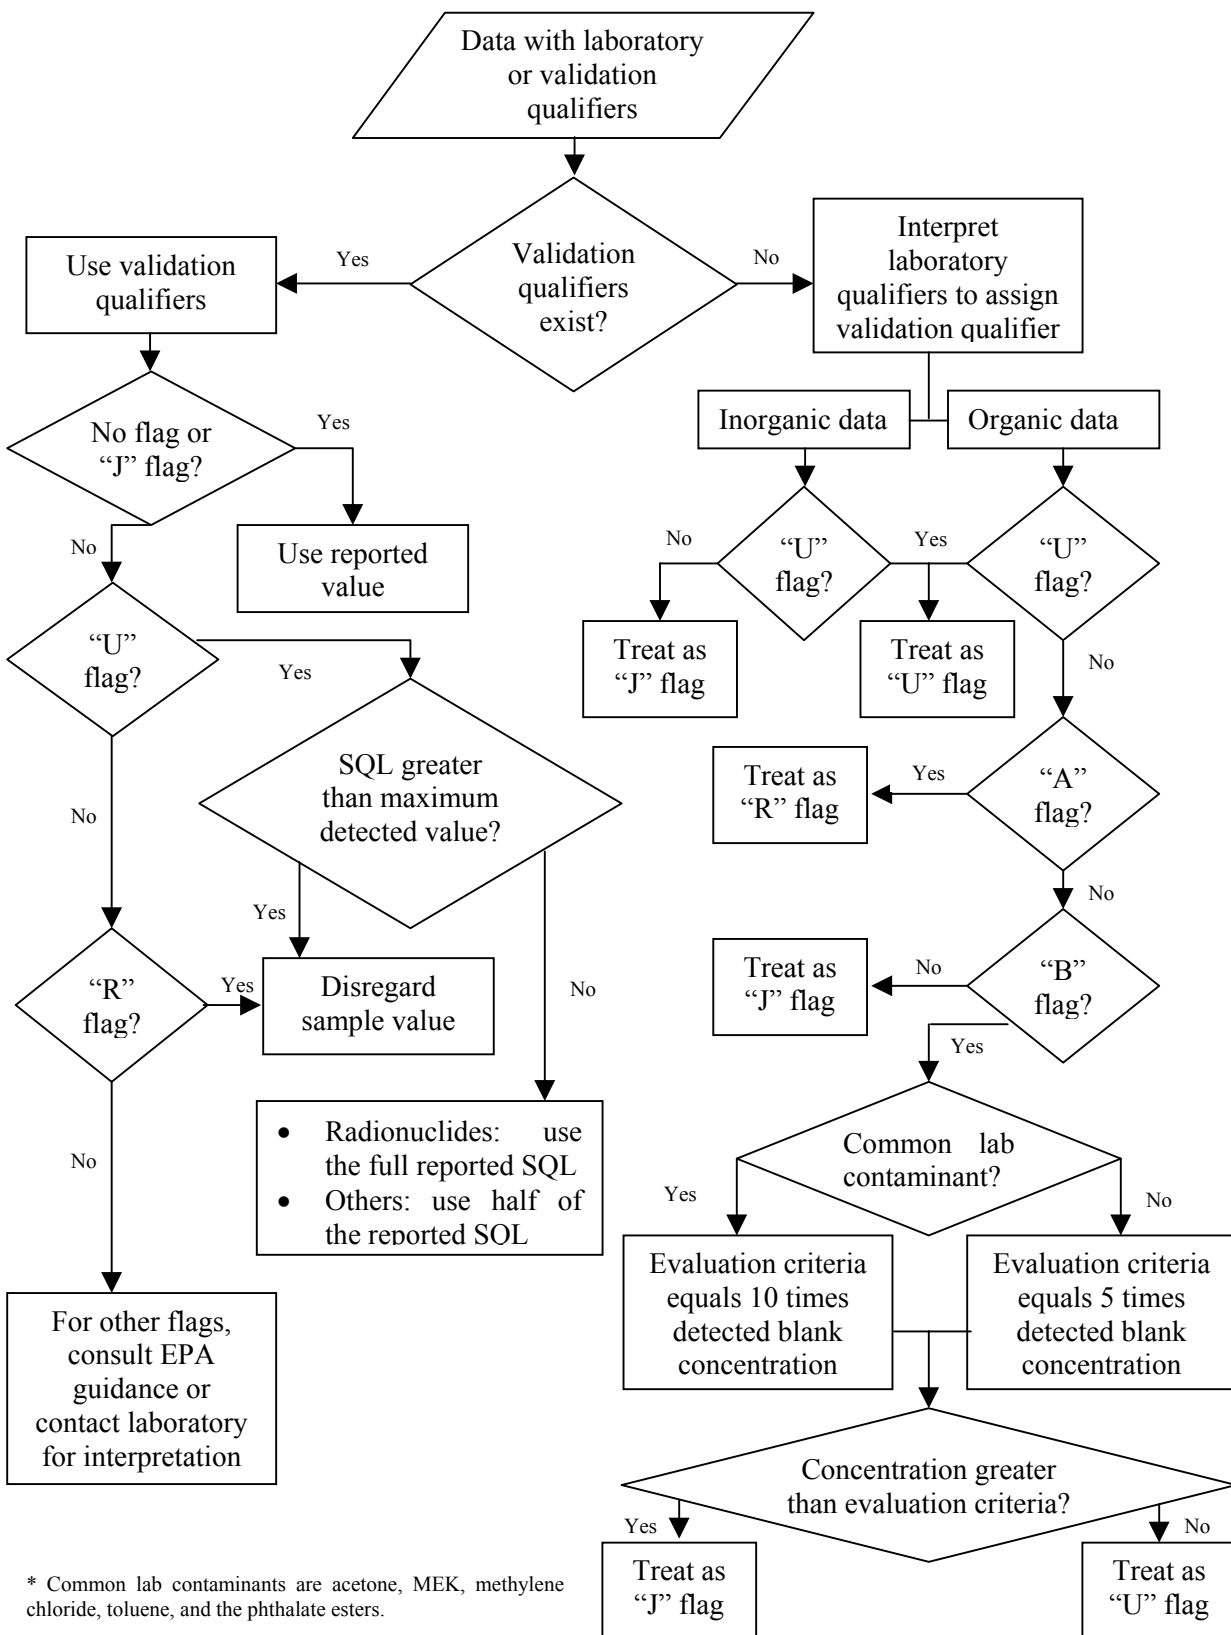 Data with laboratory
or validation
qualifiers
Validation
qualifiers
exist?
Yes
No
Use validation
qualifiers
Interpret
laboratory
qualifiers to assign
validation qualifier
No flag or
“J” flag?
Yes
No
Use reported
value
“U”
flag?
Yes
No
SQL greater
than maximum
detected value?
Yes
No
“R”
flag?
Yes
No
Disregard
sample value
• Radionuclides: use
the full reported SQL
• Others: use half of
the reported SQL
For other flags,
consult EPA
guidance or
contact laboratory
for interpretation
Inorganic data
Organic data
No
“U”
flag?
Yes
“U”
flag?
Treat as
“J” flag
Treat as
“U” flag
No
Treat as
“R” flag
Yes
“A”
flag?
No
Treat as
“J” flag
No
“B”
flag?
Yes
Common lab
contaminant?
Yes
No
Evaluation criteria
equals 10 times
detected blank
concentration
Evaluation criteria
equals 5 times
detected blank
concentration
Concentration greater
than evaluation criteria?
Yes
No
Treat as
“J” flag
Treat as
“U” flag
* Common lab contaminants are acetone, MEK, methylene
chloride, toluene, and the phthalate esters.